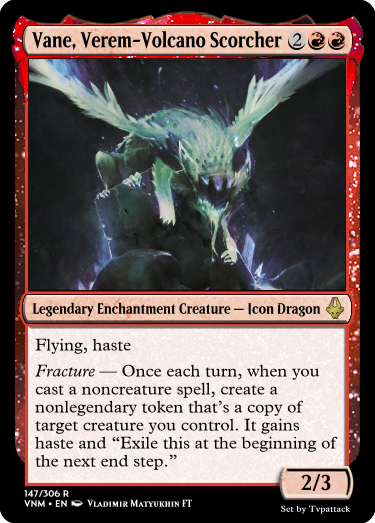 Vane, Verem-Volcano Scorcher 2
Legendary Enchantment Creature — Icon Dragon
Flying, haste
Fracture — Once each turn, when you
cast a noncreature spell, create a
nonlegendary token that's a copy of
target creature you control. It gains
haste and “Exile this at the beginning of
the next end step.”
2/3
147/306 R
VNM • EN Vladimir Matyukhin FT
Set by Tvpattack